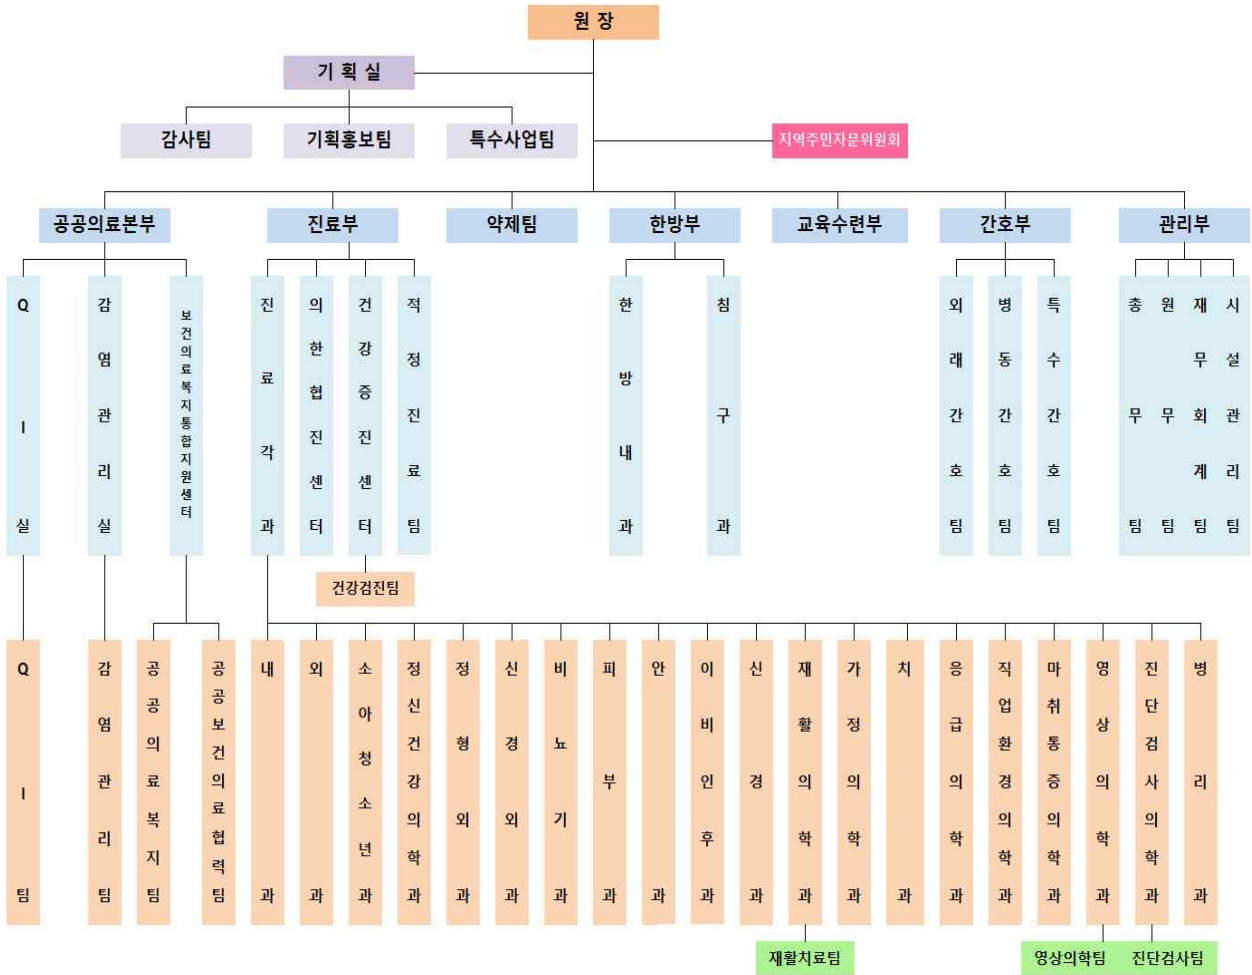 원 장
기 획 실
감사팀
기획홍보팀
특수사업팀
지역주민자문위원회
공공의료본부
진료부
약제팀
한방부
교육수련부
간호부
관리부
Q I 실
감염관리실
보건의료복지통합지원센터
진료각과
의한협진센터
건강증진센터
적정진료팀
한방내과
침구과
외래간호팀
병동간호팀
특수간호팀
총무팀
원무팀
재무회계팀
시설관리팀
건강검진팀
Q I 팀
감염관리팀
공공의료복지팀
공공보건의료협력팀
내과
외과
소아청소년과
정신건강의학과
정형외과
신경외과
비뇨기과
피부과
안과
이비인후과
신경과
재활의학과
가정의학과
치과
응급의학과
직업환경의학과
마취통증의학과
영상의학과
진단검사의학과
병리과
재활치료팀
영상의학팀
진단검사팀